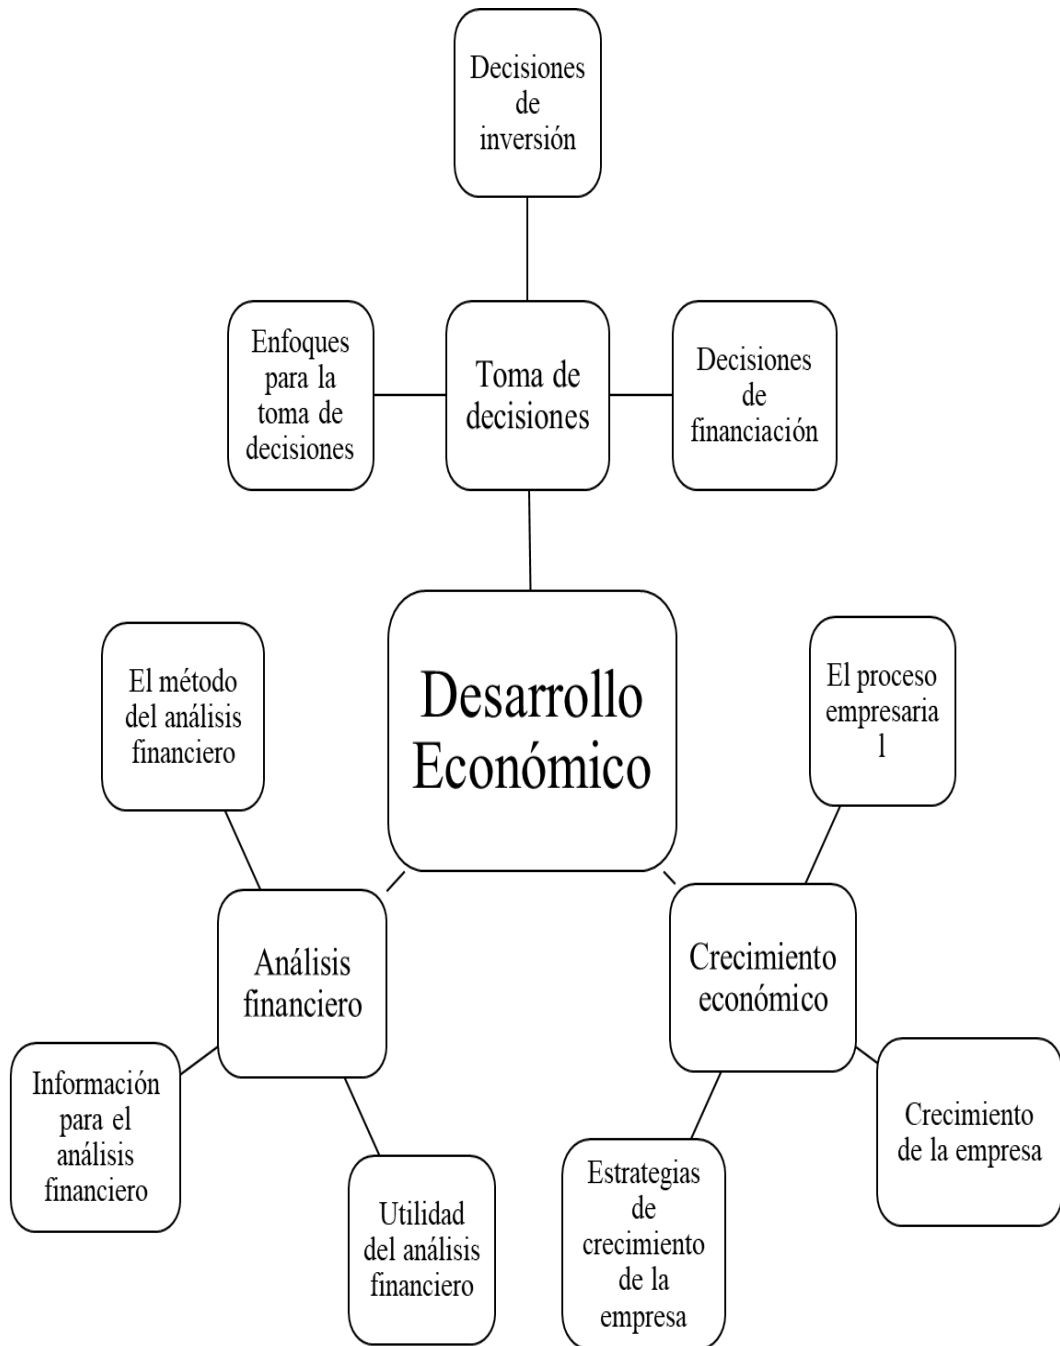 Decisiones
de
inversión
Enfoques
para la
toma de
decisiones
Toma de
decisiones
Decisiones
de
financiación
Desarrollo
Económico
El método
del análisis
financiero
El proceso
empresaria
l
Análisis
financiero
Crecimiento
económico
Información
para el
análisis
financiero
Utilidad
del análisis
financiero
Estrategias
de
crecimiento
de la
empresa
Crecimiento
de la empresa